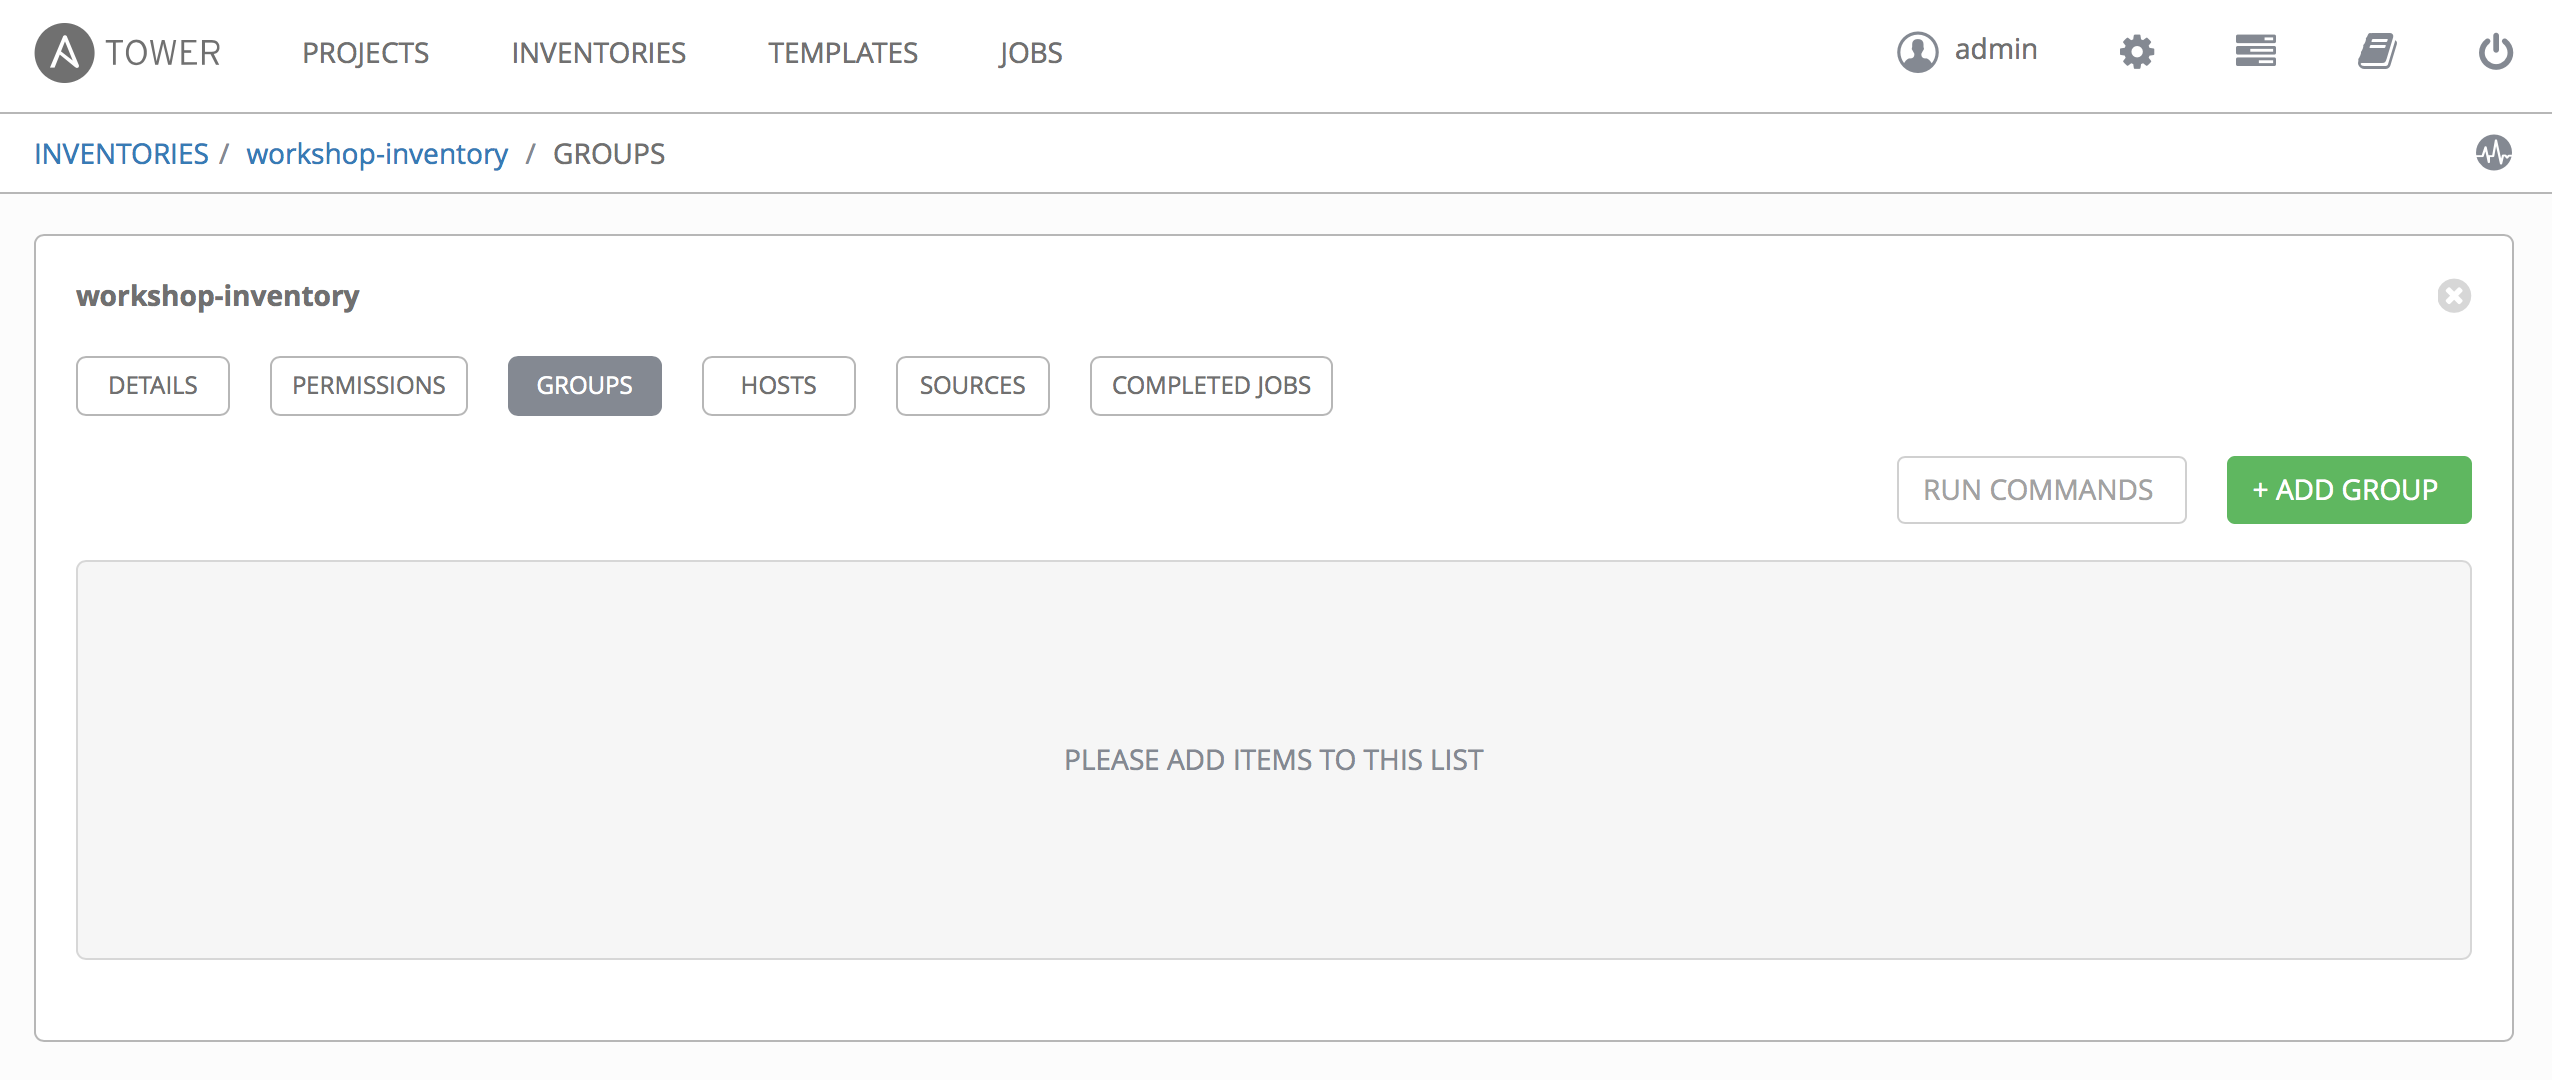 TOWER PROJECTS INVENTORIES TEMPLATES JOBS admin
INVENTORIES / workshop-inventory / GROUPS
workshop-inventory
DETAILS PERMISSIONS GROUPS HOSTS SOURCES COMPLETED JOBS
RUN COMMANDS + ADD GROUP
PLEASE ADD ITEMS TO THIS LIST